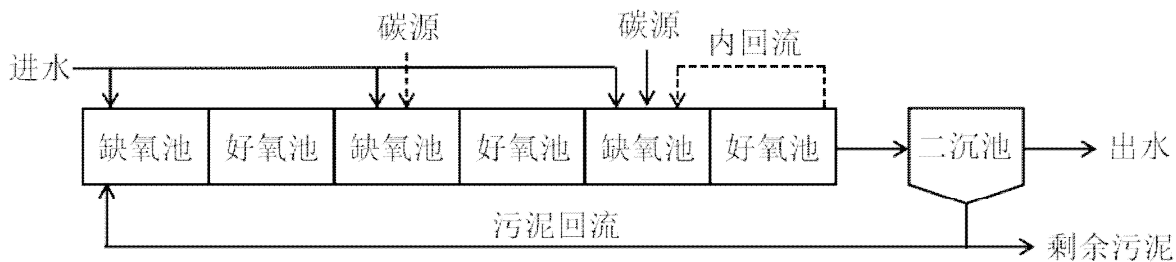 碳源
碳源
内回流
进水
缺氧池
好氧池
缺氧池
好氧池
缺氧池
好氧池
二沉池
出水
污泥回流
剩余污泥